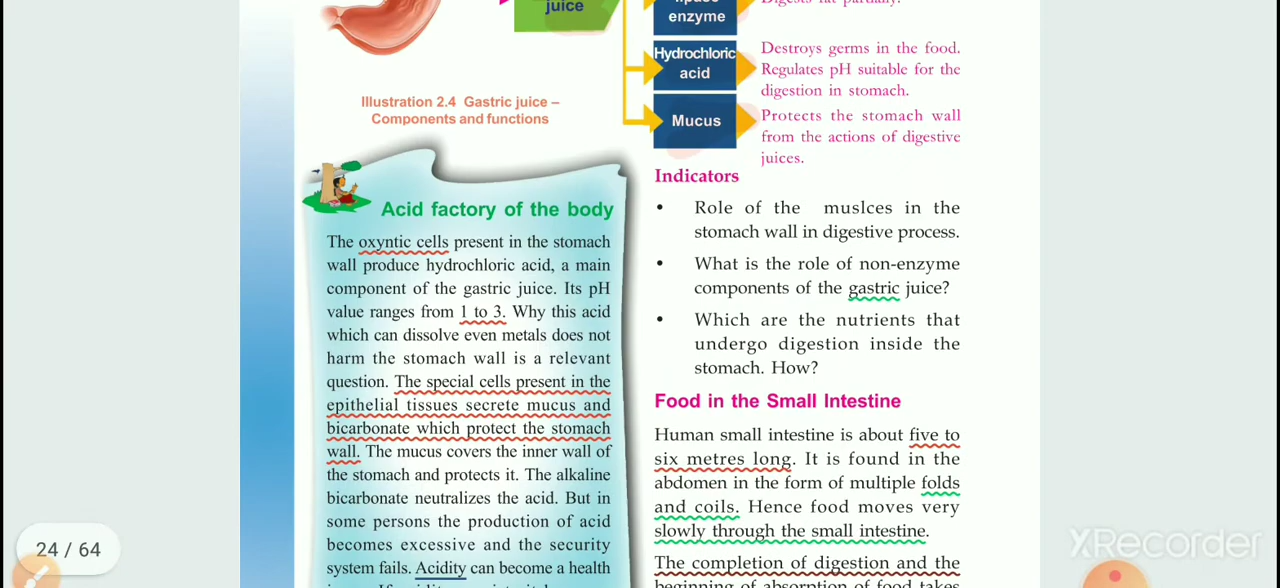 juice
enzyme
Digests fat partially.
Hydrochloric
acid
Destroys germs in the food.
Regulates pH suitable for the
digestion in stomach.
Mucus
Protects the stomach wall
from the actions of digestive
juices.
Illustration 2.4 Gastric juice –
Components and functions
Acid factory of the body
The oxyntic cells present in the stomach
wall produce hydrochloric acid, a main
component of the gastric juice. Its pH
value ranges from 1 to 3. Why this acid
which can dissolve even metals does not
harm the stomach wall is a relevant
question. The special cells present in the
epithelial tissues secrete mucus and
bicarbonate which protect the stomach
wall. The mucus covers the inner wall of
the stomach and protects it. The alkaline
bicarbonate neutralizes the acid. But in
some persons the production of acid
becomes excessive and the security
system fails. Acidity can become a health
Indicators
• Role of the muslces in the
stomach wall in digestive process.
• What is the role of non-enzyme
components of the gastric juice?
• Which are the nutrients that
undergo digestion inside the
stomach. How?
Food in the Small Intestine
Human small intestine is about five to
six metres long. It is found in the
abdomen in the form of multiple folds
and coils. Hence food moves very
slowly through the small intestine.
The completion of digestion and the
beginning of absorption of food takes
24 / 64
XRecorder